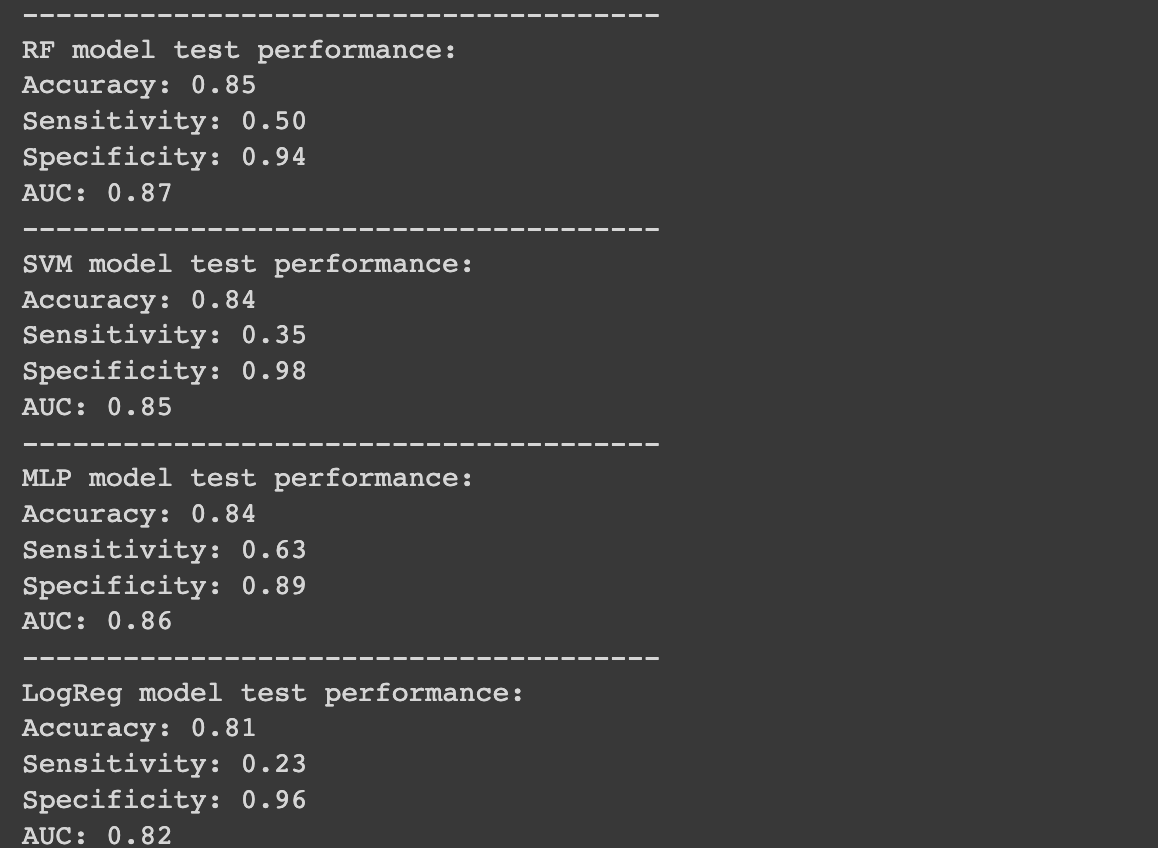 --------------------------------------
RF model test performance:
Accuracy: 0.85
Sensitivity: 0.50
Specificity: 0.94
AUC: 0.87
--------------------------------------
SVM model test performance:
Accuracy: 0.84
Sensitivity: 0.35
Specificity: 0.98
AUC: 0.85
--------------------------------------
MLP model test performance:
Accuracy: 0.84
Sensitivity: 0.63
Specificity: 0.89
AUC: 0.86
--------------------------------------
LogReg model test performance:
Accuracy: 0.81
Sensitivity: 0.23
Specificity: 0.96
AUC: 0.82